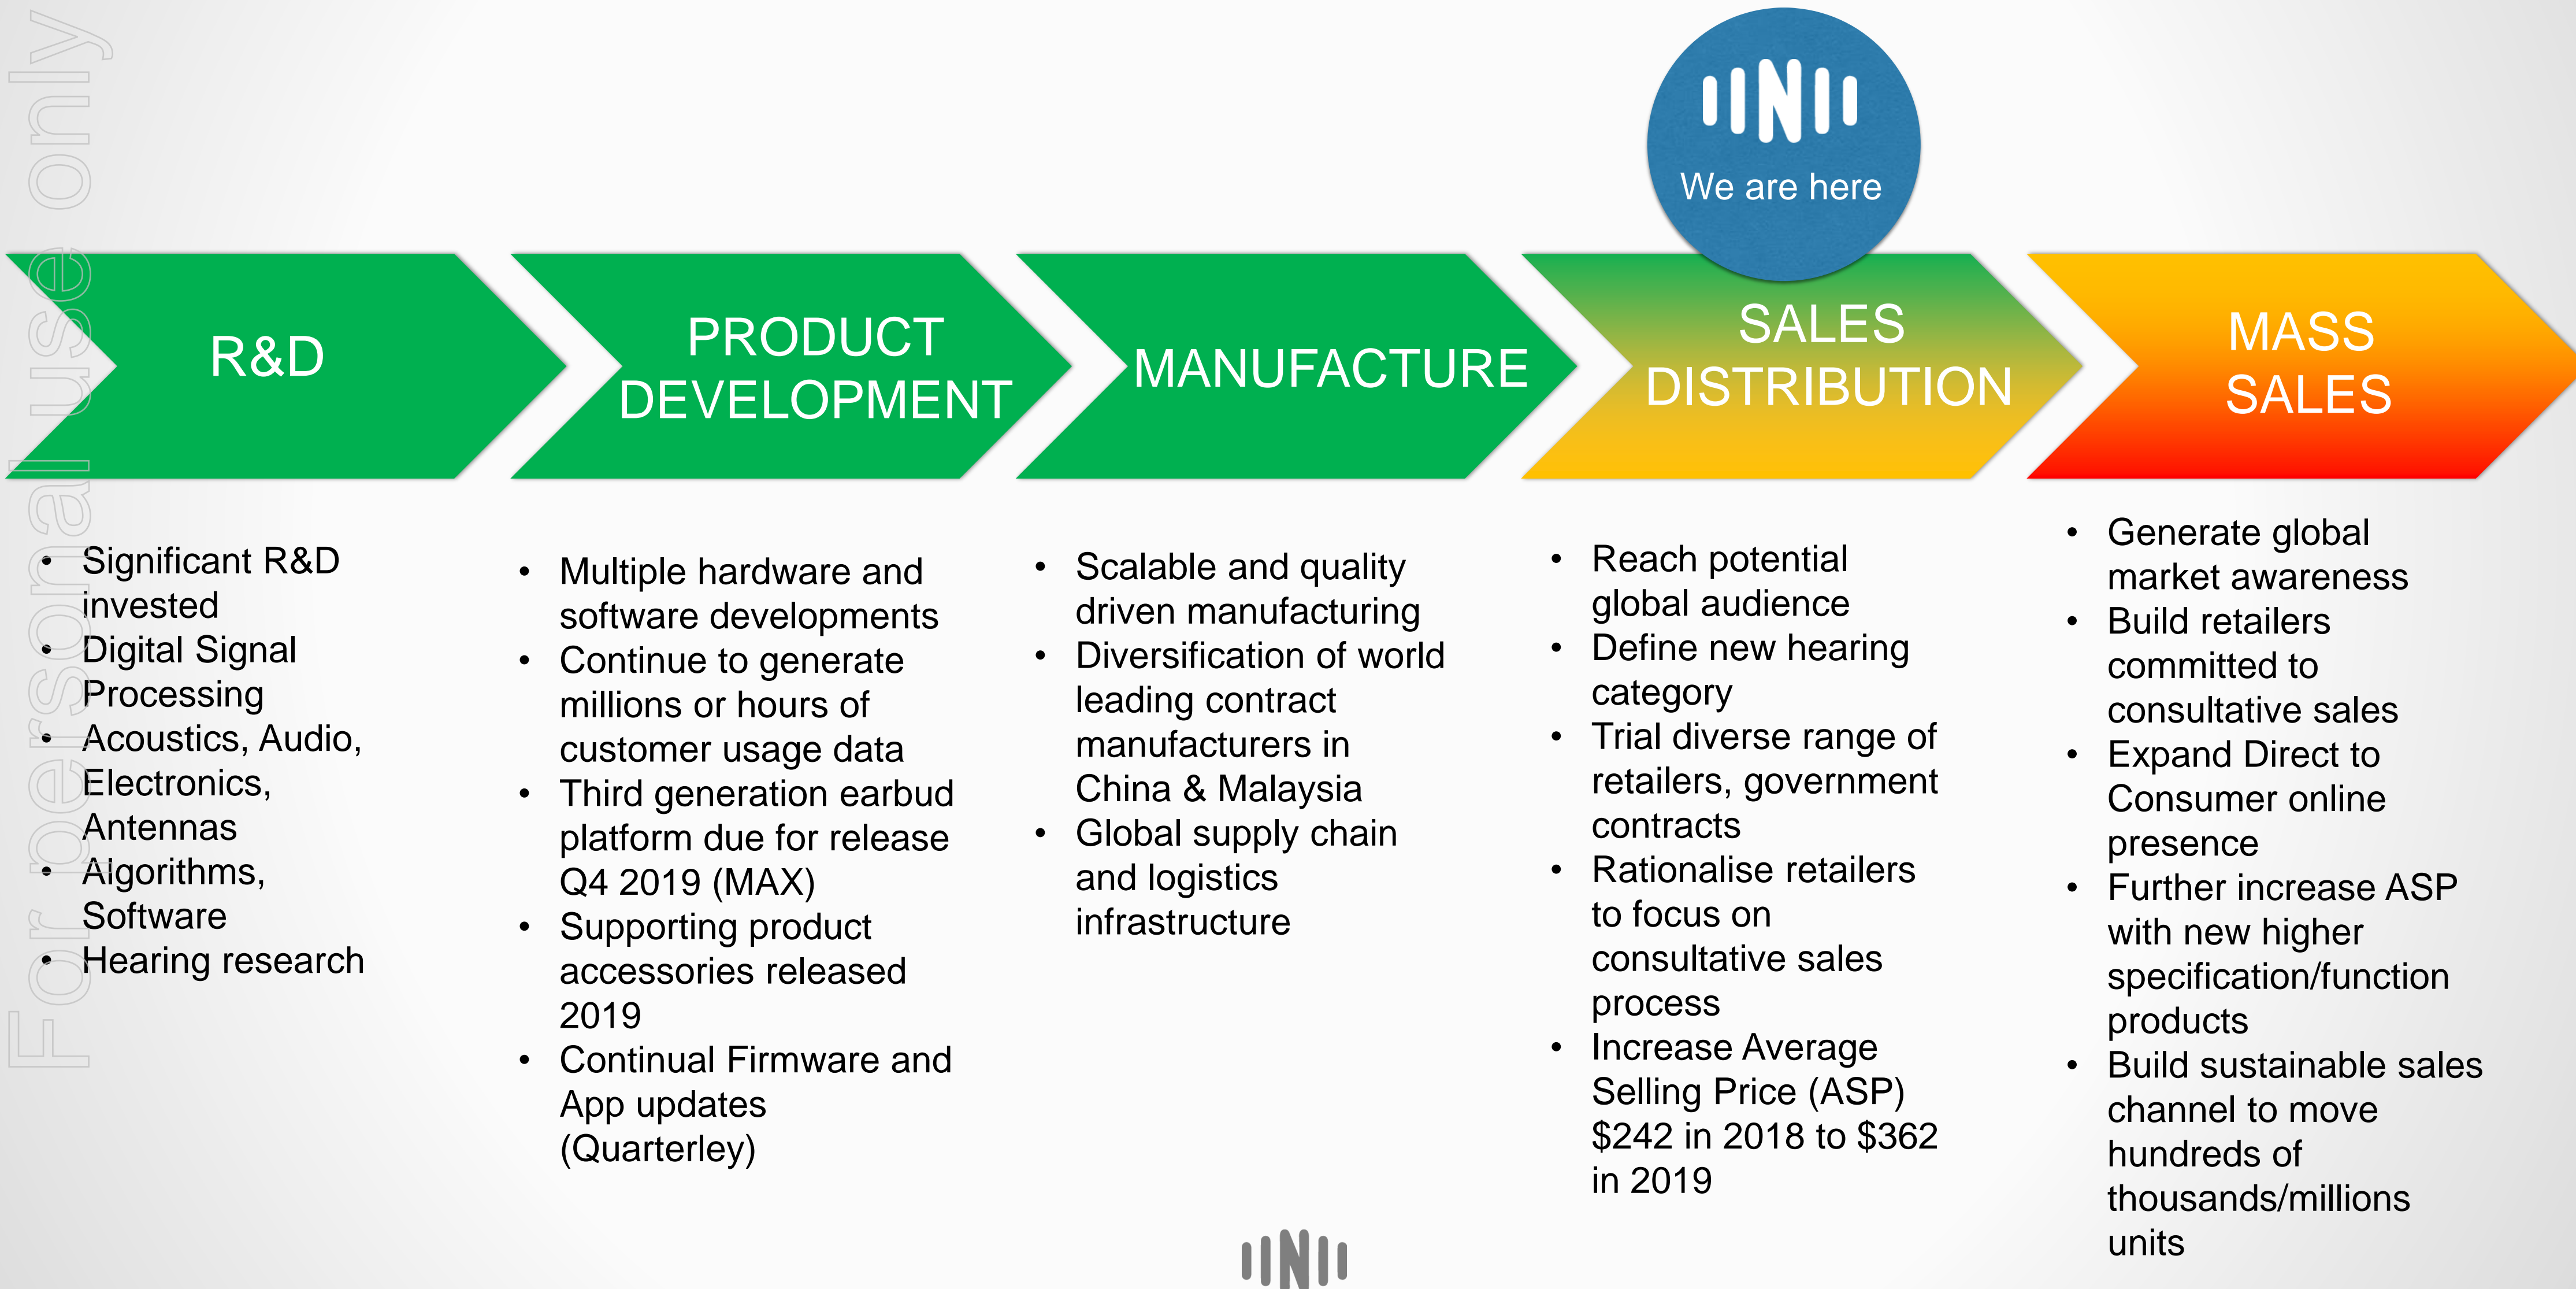 For personal use only
We are here
R&D
PRODUCT
DEVELOPMENT
MANUFACTURE
SALES
DISTRIBUTION
MASS
SALES
• Significant R&D
invested
• Digital Signal
Processing
• Acoustics, Audio,
Electronics,
Antennas
• Algorithms,
Software
• Hearing research
• Multiple hardware and
software developments
• Continue to generate
millions or hours of
customer usage data
• Third generation earbud
platform due for release
Q4 2019 (MAX)
• Supporting product
accessories released
2019
• Continual Firmware and
App updates
(Quarterley)
• Scalable and quality
driven manufacturing
• Diversification of world
leading contract
manufacturers in
China & Malaysia
• Global supply chain
and logistics
infrastructure
• Reach potential
global audience
• Define new hearing
category
• Trial diverse range of
retailers, government
contracts
• Rationalise retailers
to focus on
consultative sales
process
• Increase Average
Selling Price (ASP)
$242 in 2018 to $362
in 2019
• Generate global
market awareness
• Build retailers
committed to
consultative sales
• Expand Direct to
Consumer online
presence
• Further increase ASP
with new higher
specification/function
products
• Build sustainable sales
channel to move
hundreds of
thousands/millions
units